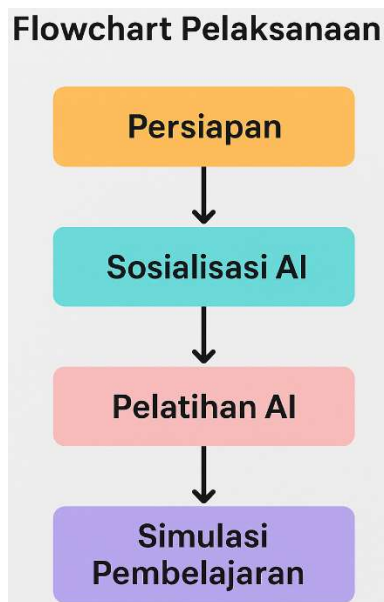 Flowchart Pelaksanaan
Persiapan
Sosialisasi AI
Pelatihan AI
Simulasi
Pembelajaran